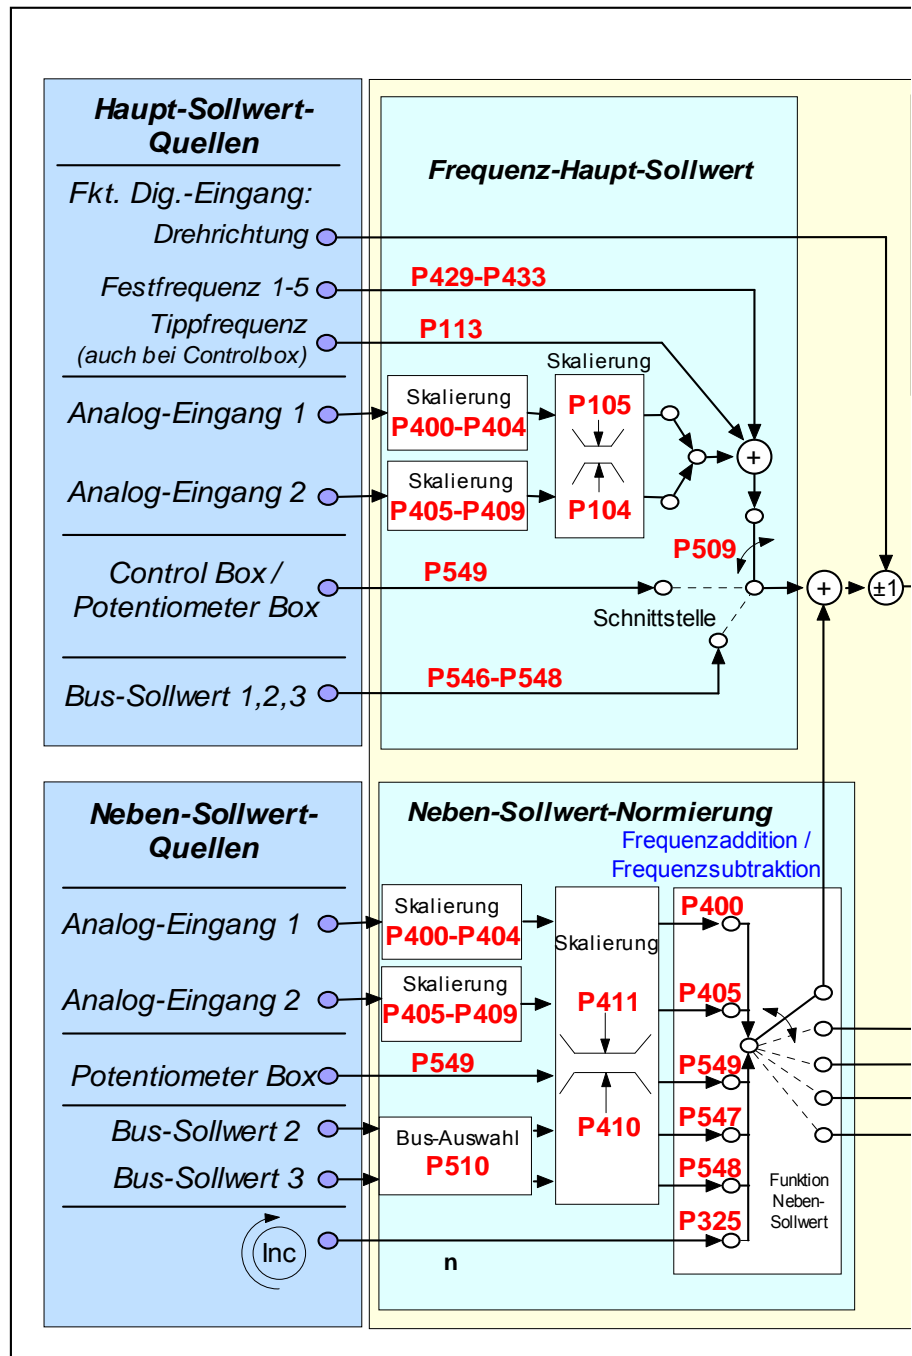 Haupt-Sollwert-
Quellen
Fkt. Dig.-Eingang:
Drehrichtung
Festfrequenz 1-5
Tippfrequenz
(auch bei Controlbox)
Analog-Eingang 1
Analog-Eingang 2
Control Box /
Potentiometer Box
Bus-Sollwert 1,2,3
Frequenz-Haupt-Sollwert
P429-P433
P113
Skalierung
P400-P404
Skalierung
P405-P409
Skalierung
P105
P104
+
P509
P549
Schnittstelle
P546-P548
+
±1
Neben-Sollwert-
Quellen
Analog-Eingang 1
Analog-Eingang 2
Potentiometer Box
Bus-Sollwert 2
Bus-Sollwert 3
Inc
Neben-Sollwert-Normierung
Frequenzaddition /
Frequenzsubtraktion
Skalierung
P400-P404
Skalierung
P405-P409
P549
Bus-Auswahl
P510
n
Skalierung
P411
P410
P400
P405
P549
P547
P548
P325
Funktion
Neben-
Sollwert